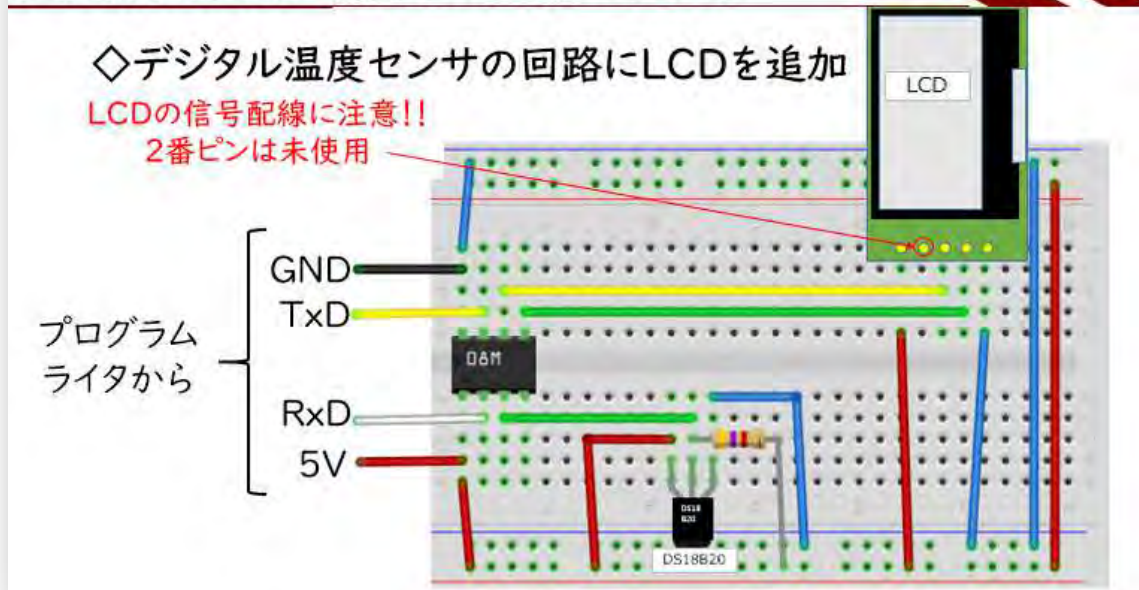 ◇デジタル温度センサの回路にLCDを追加
LCDの信号配線に注意!!
2番ピンは未使用
LCD
プログラム
ライタから
GND
TxD
RxD
5V
08M
DS18
B20
DS18B20